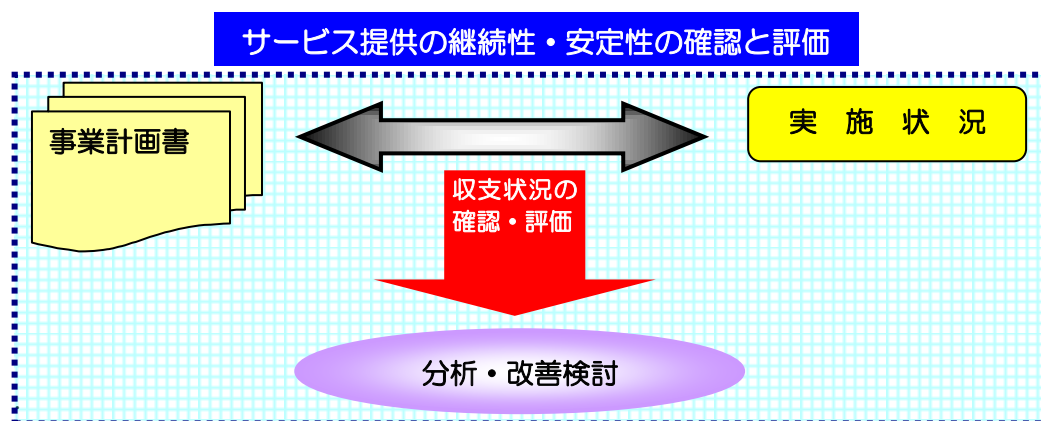 サービス提供の継続性・安定性の確認と評価
事業計画書
実　施　状　況
収支状況の
確認・評価
分析・改善検討